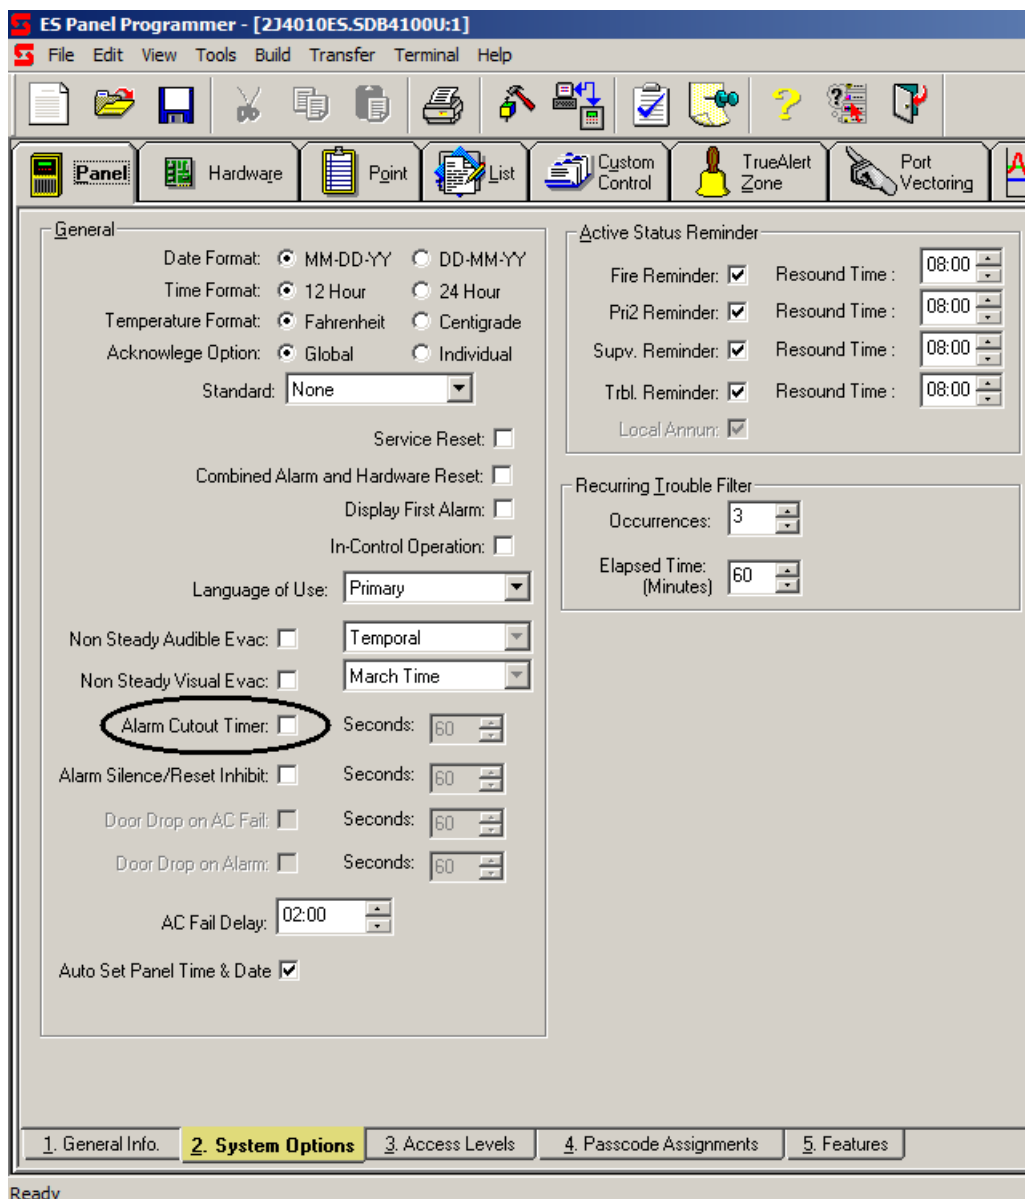 ES Panel Programmer - [2J4010ES.SDB4100U:1]
File Edit View Tools Build Transfer Terminal Help
Panel Hardware Point List Custom Control TrueAlert Zone Port Vectoring
General
Date Format: MM-DD-YY DD-MM-YY
Time Format: 12 Hour 24 Hour
Temperature Format: Fahrenheit Centigrade
Acknowlege Option: Global Individual
Standard: None
Service Reset:
Combined Alarm and Hardware Reset:
Display First Alarm:
In-Control Operation:
Language of Use: Primary
Non Steady Audible Evac: Temporal
Non Steady Visual Evac: March Time
Alarm Cutout Timer: Seconds: 60
Alarm Silence/Reset Inhibit: Seconds: 60
Door Drop on AC Fail: Seconds: 60
Door Drop on Alarm: Seconds: 60
AC Fail Delay: 02:00
Auto Set Panel Time & Date
Active Status Reminder
Fire Reminder: Resound Time : 08:00
Pri2 Reminder: Resound Time : 08:00
Supv. Reminder: Resound Time : 08:00
Trbl. Reminder: Resound Time : 08:00
Local Annun:
Recurring Trouble Filter
Occurrences: 3
Elapsed Time: 60
(Minutes)
1. General Info. 2. System Options 3. Access Levels 4. Passcode Assignments 5. Features
Ready